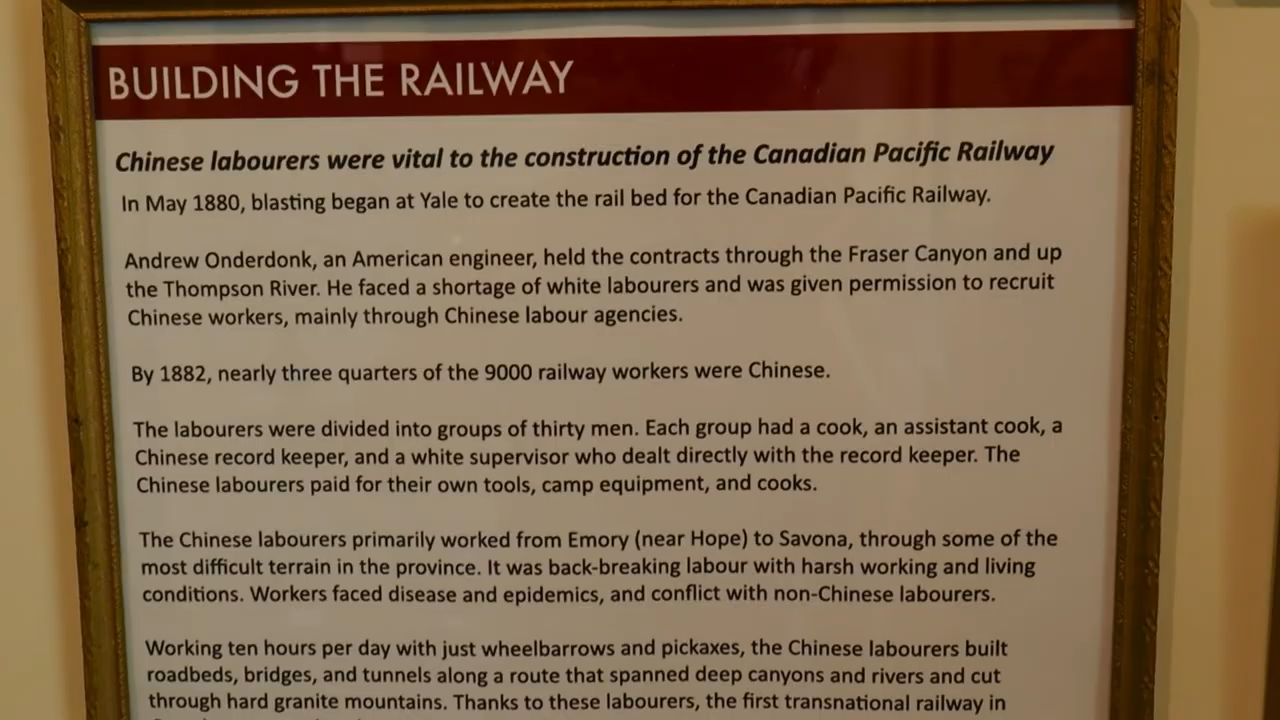 BUILDING THE RAILWAY
Chinese labourers were vital to the construction of the Canadian Pacific Railway
In May 1880, blasting began at Yale to create the rail bed for the Canadian Pacific Railway.
Andrew Onderdonk, an American engineer, held the contracts through the Fraser Canyon and up
the Thompson River. He faced a shortage of white labourers and was given permission to recruit
Chinese workers, mainly through Chinese labour agencies.
By 1882, nearly three quarters of the 9000 railway workers were Chinese.
The labourers were divided into groups of thirty men. Each group had a cook, an assistant cook, a
Chinese record keeper, and a white supervisor who dealt directly with the record keeper. The
Chinese labourers paid for their own tools, camp equipment, and cooks.
The Chinese labourers primarily worked from Emory (near Hope) to Savona, through some of the
most difficult terrain in the province. It was back-breaking labour with harsh working and living
conditions. Workers faced disease and epidemics, and conflict with non-Chinese labourers.
Working ten hours per day with just wheelbarrows and pickaxes, the Chinese labourers built
roadbeds, bridges, and tunnels along a route that spanned deep canyons and rivers and cut
through hard granite mountains. Thanks to these labourers, the first transnational railway in